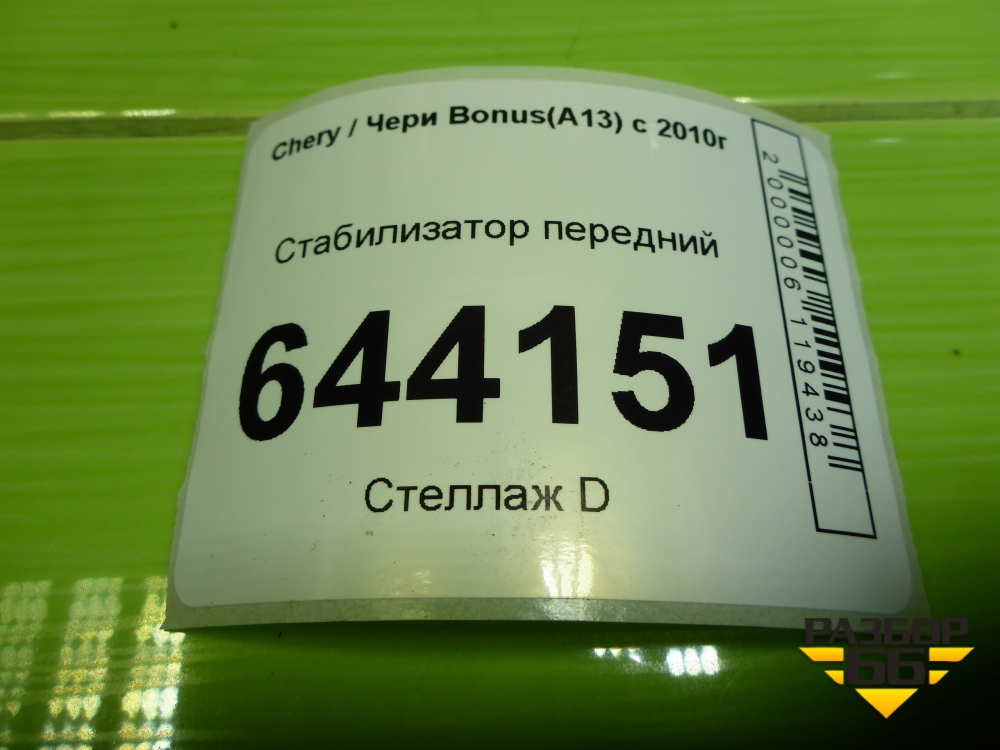 Chery / Чери Bonus(A13) с 2010г
Стабилизатор передний
644151
Стеллаж D
2000006119438
РАЗБОР
66